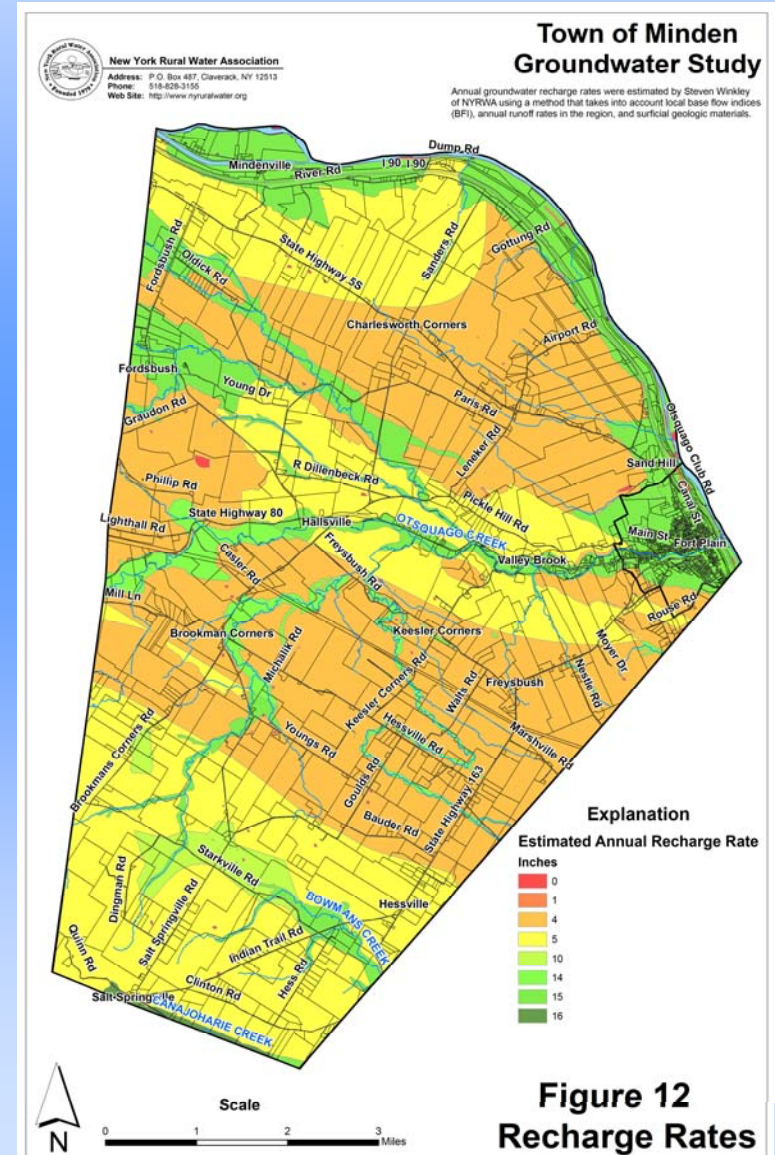 Town of Minden
Groundwater Study
New York Rural Water Association
Address: P.O. Box 487, Claverack, NY 12513
Phone: 518-828-3155
Web Site: http://www.nyruralwater.org
Annual groundwater recharge rates were estimated by Steven Winkley
of NYRWA using a method that takes into account local base flow indices
(BFI), annual runoff rates in the region, and surficial geologic materials.
Dump Rd
Mindenville
I 90 I 90
River Rd
Gottung Rd
Sanders Rd
State Highway 5S
Fordsbush Rd
Oldick Rd
Charlesworth Corners
Airport Rd
Fordsbush
Young Dr
Graudon Rd
Paris Rd
Otsquago Club Rd
Leneker Rd
Sand Hill
R Dillenbeck Rd
Phillip Rd
Pickle Hill Rd
Canal St
State Highway 80
Hallsville
OTSQUAGO CREEK
Lighthall Rd
Main St
Fort Plain
Valley Brook
Casler Rd
Freysbush Rd
Mill Ln
Rouse Rd
Brookman Corners
Keesler Corners
Moyer Dr
Michalik Rd
Keesler Corners Rd
Walts Rd
Freysbush
Nestle Rd
Brookmans Corners Rd
Youngs Rd
Hessville Rd
Marshville Rd
Goulds Rd
State Highway 163
Bauder Rd
Starkville Rd
Dingman Rd
Salt Springville Rd
BOWMANS CREEK
Hessville
Quinn Rd
Indian Trail Rd
Hess Rd
Clinton Rd
Salt Springville
CANAJOHARIE CREEK
Explanation
Estimated Annual Recharge Rate
Inches
0
1
4
5
10
14
15
16
N
Scale
0 1 2 3
Miles
Figure 12
Recharge Rates